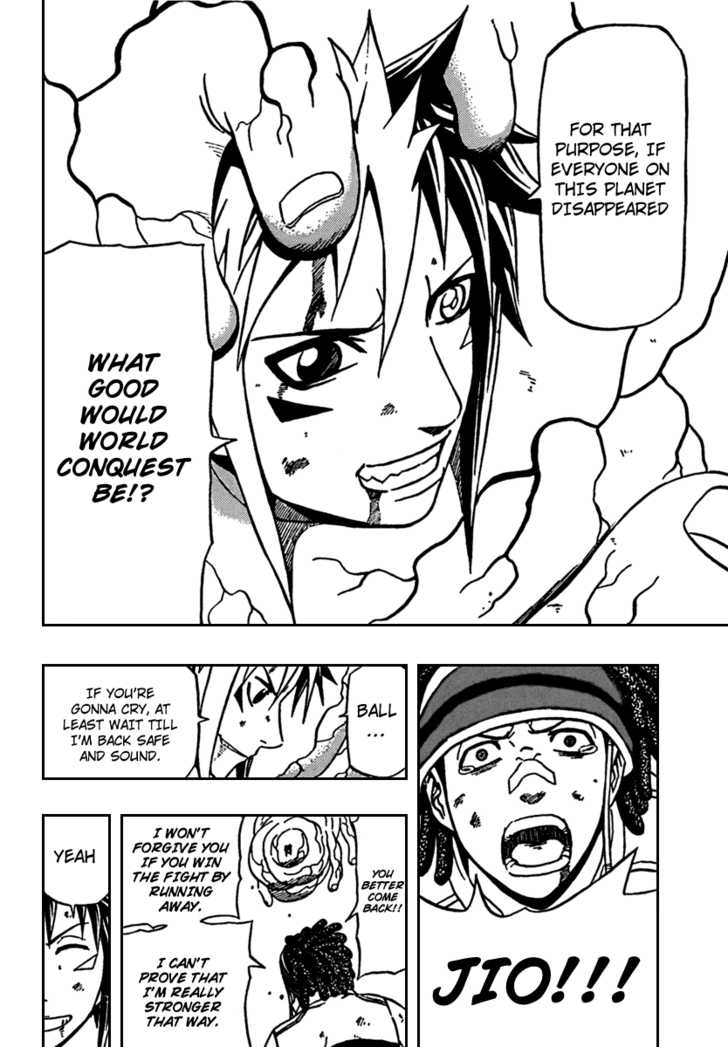 FOR THAT
PURPOSE, IF
EVERYONE ON
THIS PLANET
DISAPPEARED
WHAT
GOOD
WOULD
WORLD
CONQUEST
BE!?
JIO!!!
BALL
...
IF YOU'RE
GONNA CRY, AT
LEAST WAIT TILL
I'M BACK SAFE
AND SOUND.
YOU
BETTER
COME
BACK!!
I WON'T
FORGIVE YOU
IF YOU WIN
THE FIGHT BY
RUNNING
AWAY.
I CAN'T
PROVE THAT
I'M REALLY
STRONGER
THAT WAY.
YEAH